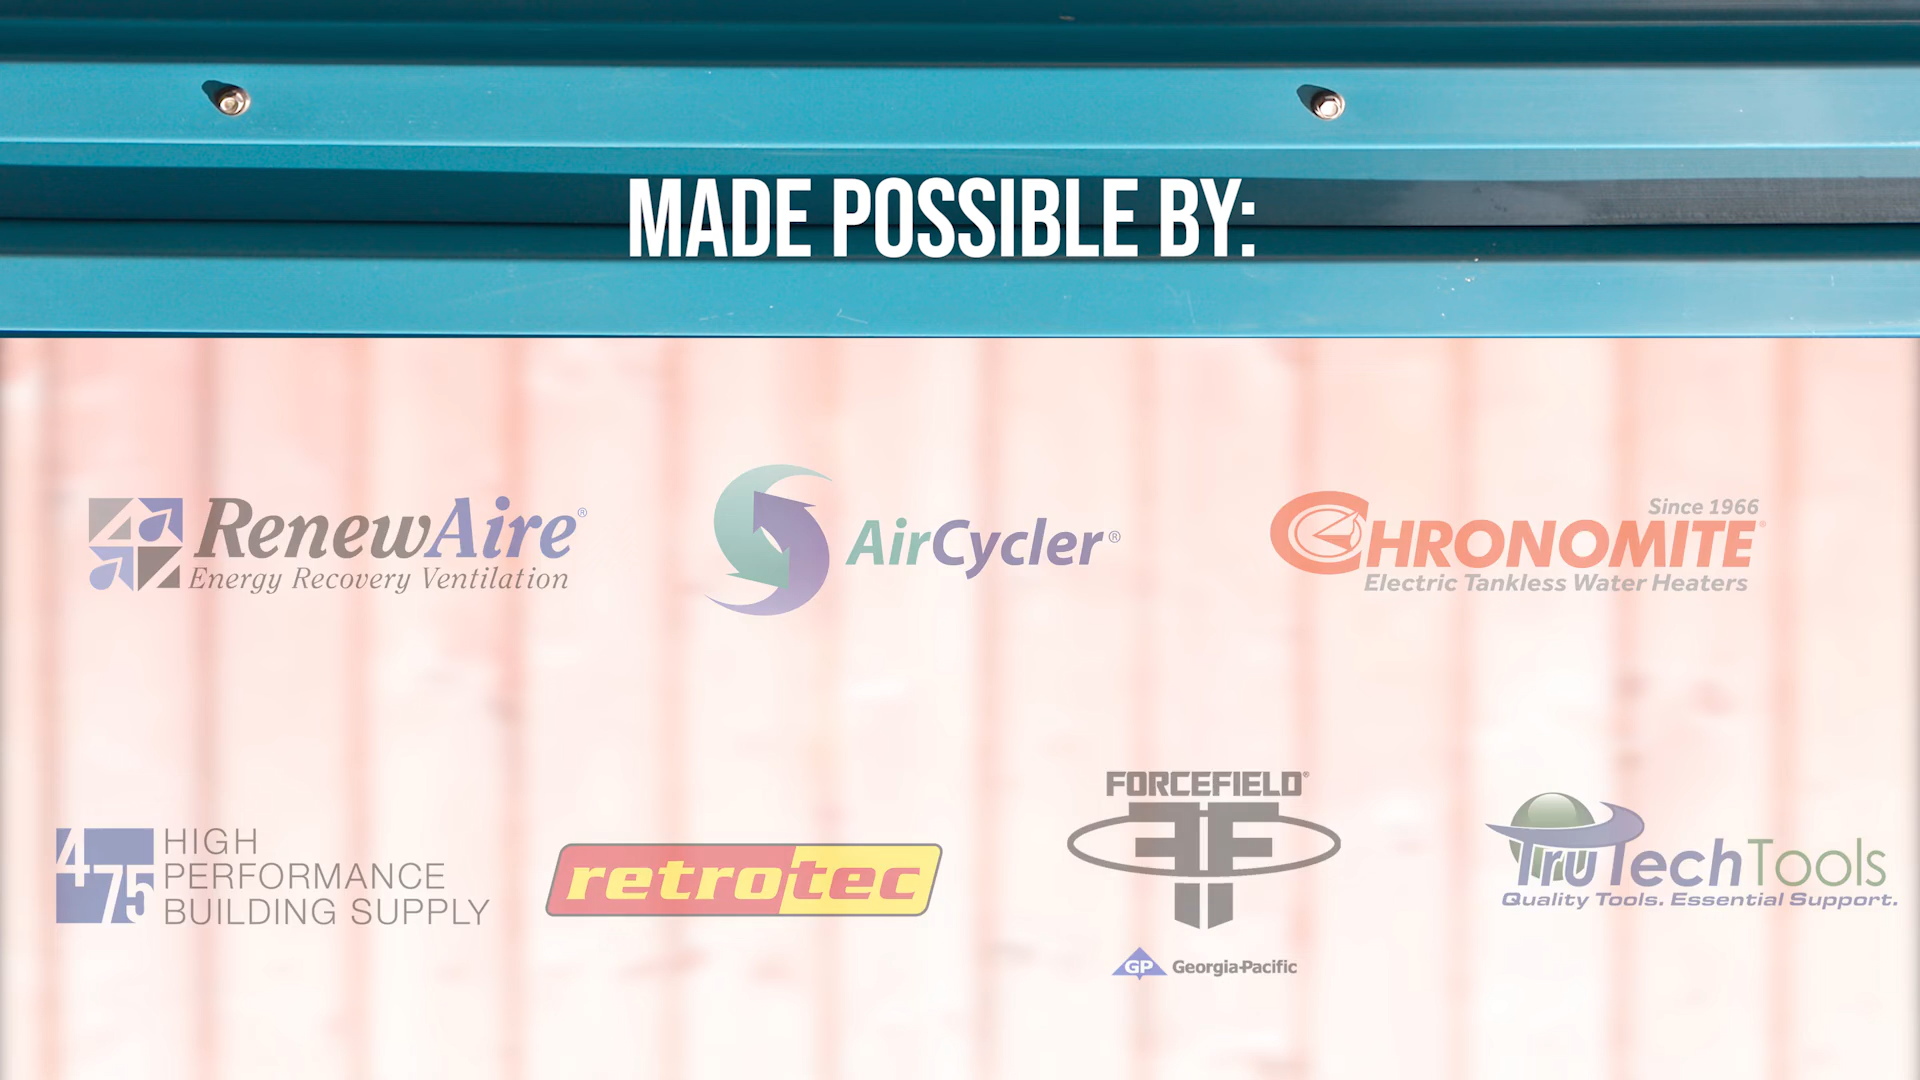 MADE POSSIBLE BY:
RenewAire®
Energy Recovery Ventilation
AirCycler®
Since 1966
CHRONOMITE®
Electric Tankless Water Heaters
475
HIGH
PERFORMANCE
BUILDING SUPPLY
retrotec
FORCEFIELD®
FF
GP Georgia-Pacific
TruTechTools
Quality Tools. Essential Support.